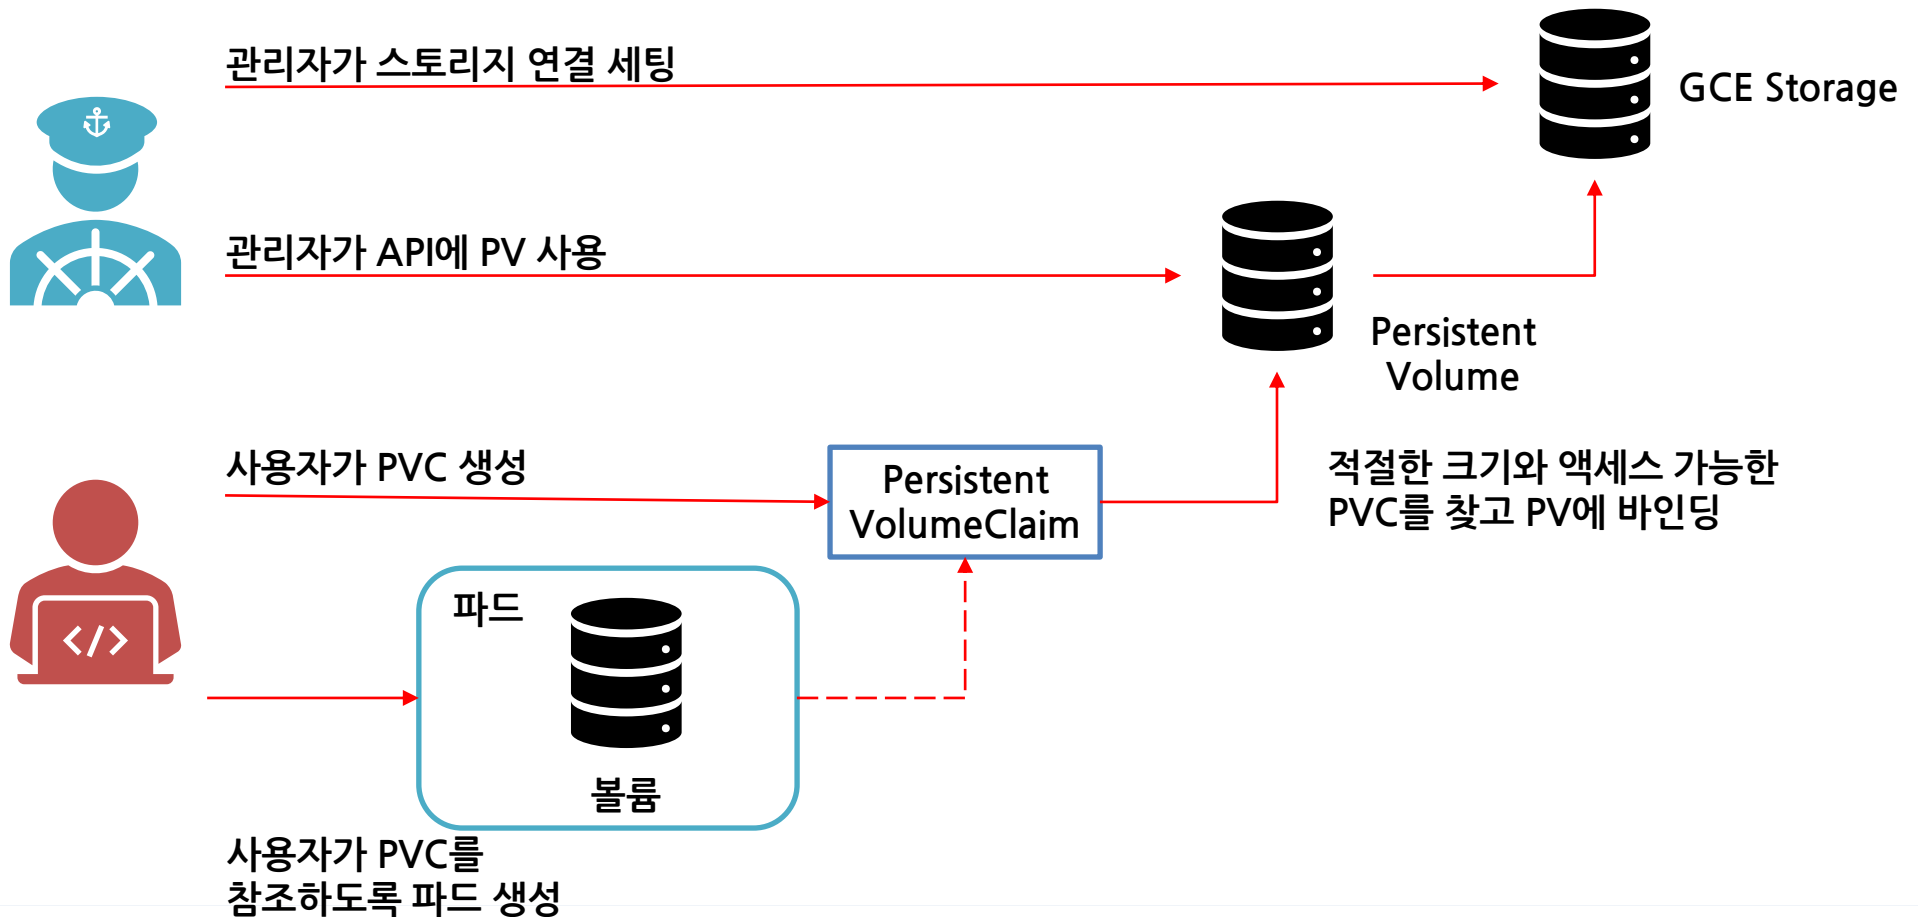 관리자가 스토리지 연결 세팅
GCE Storage
관리자가 API에 PV 사용
Persistent
Volume
사용자가 PVC 생성
Persistent
VolumeClaim
적절한 크기와 액세스 가능한
PVC를 찾고 PV에 바인딩
파드
</>
볼륨
사용자가 PVC를
참조하도록 파드 생성